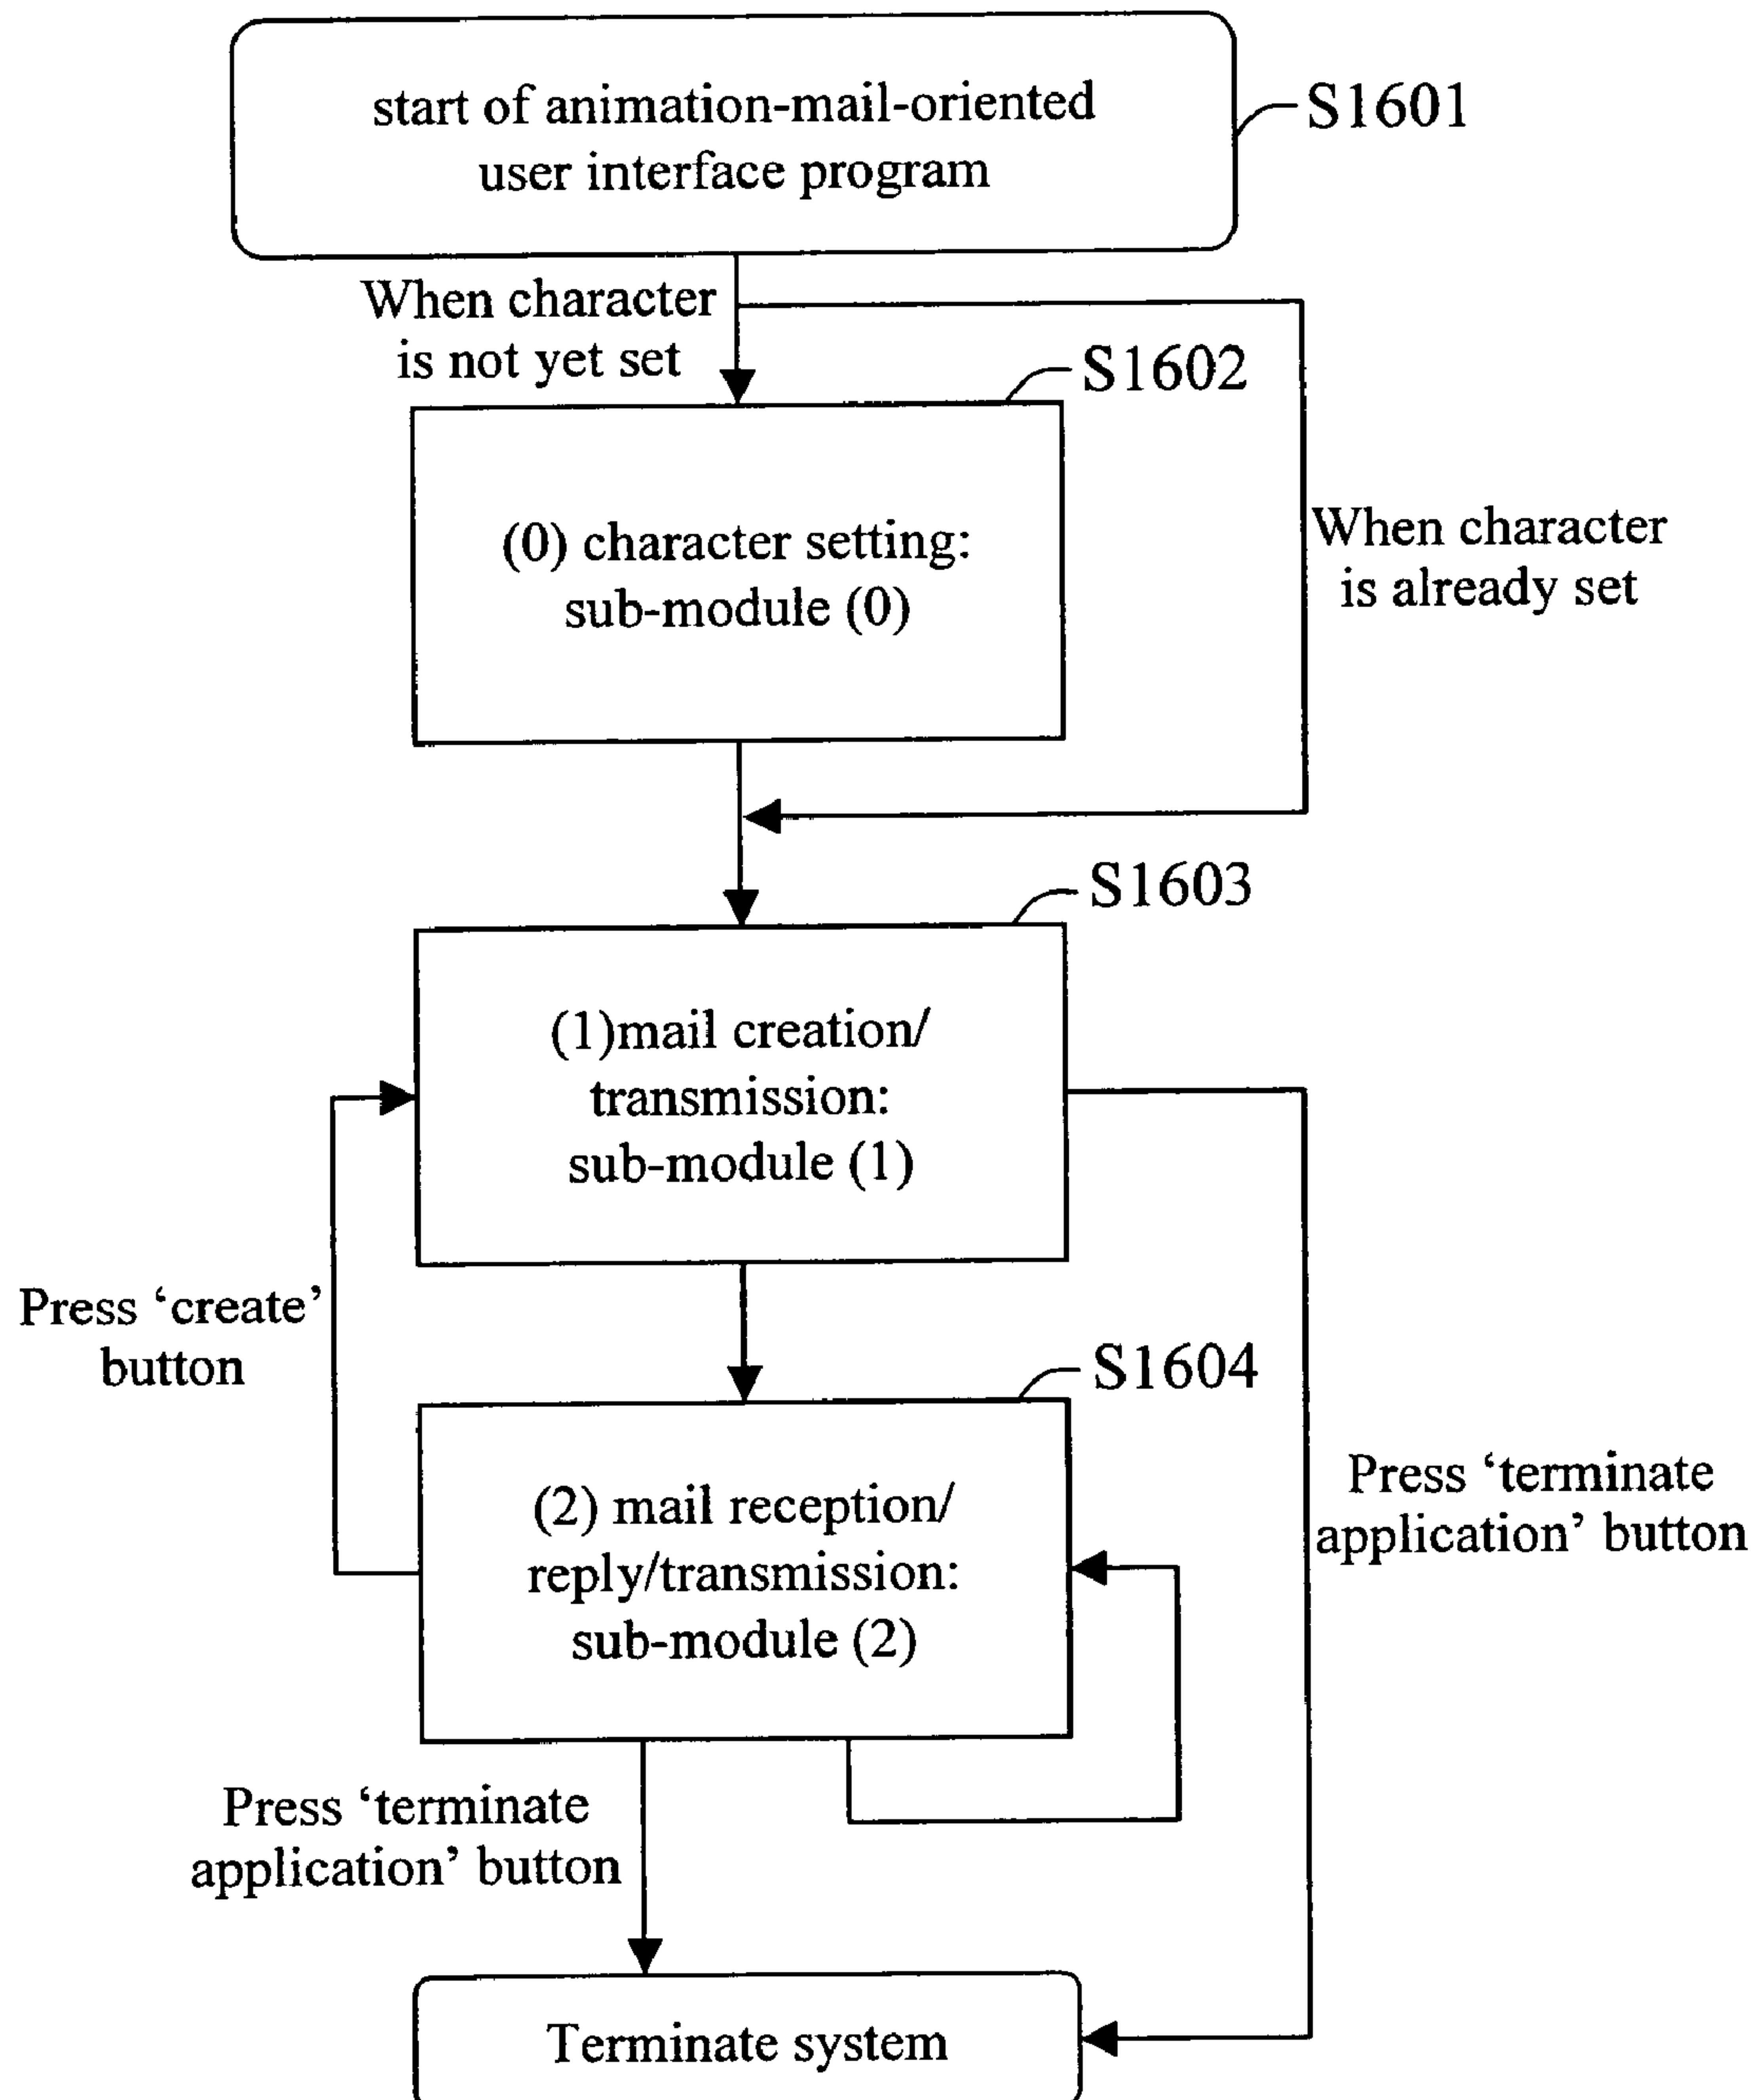 start of animation-mail-oriented
user interface program
S1601
When character
is not yet set
S1602
(0) character setting:
sub-module (0)
When character
is already set
S1603
(1)mail creation/
transmission:
sub-module (1)
Press ‘create’
button
S1604
(2) mail reception/
reply/transmission:
sub-module (2)
Press ‘terminate
application’ button
Press ‘terminate
application’ button
Terminate system